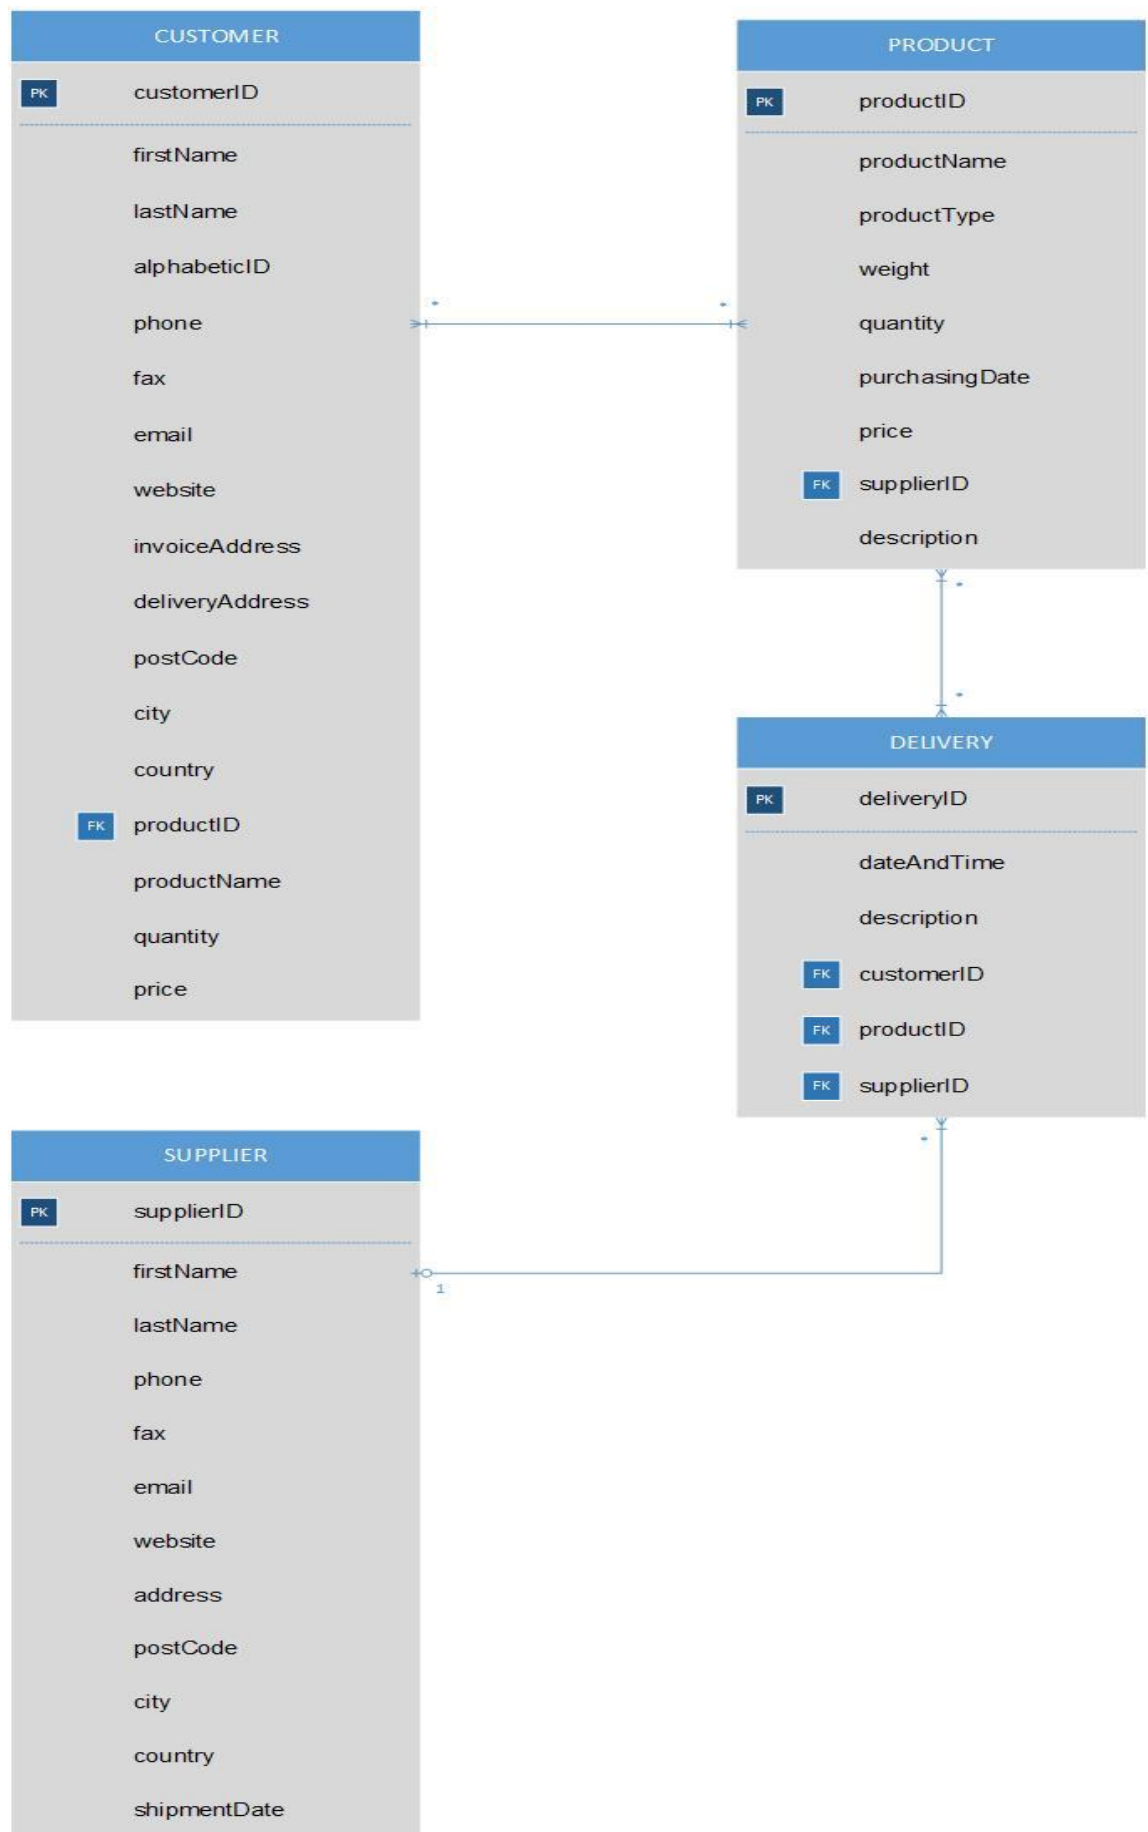 CUSTOMER
PK customerID
firstName
lastName
alphabeticID
phone
fax
email
website
invoiceAddress
deliveryAddress
postCode
city
country
FK productID
productName
quantity
price
*
*
PRODUCT
PK productID
productName
productType
weight
quantity
purchasingDate
price
FK supplierID
description
*
*
DELIVERY
PK deliveryID
dateAndTime
description
FK customerID
FK productID
FK supplierID
*
SUPPLIER
PK supplierID
firstName
1
lastName
phone
fax
email
website
address
postCode
city
country
shipmentDate